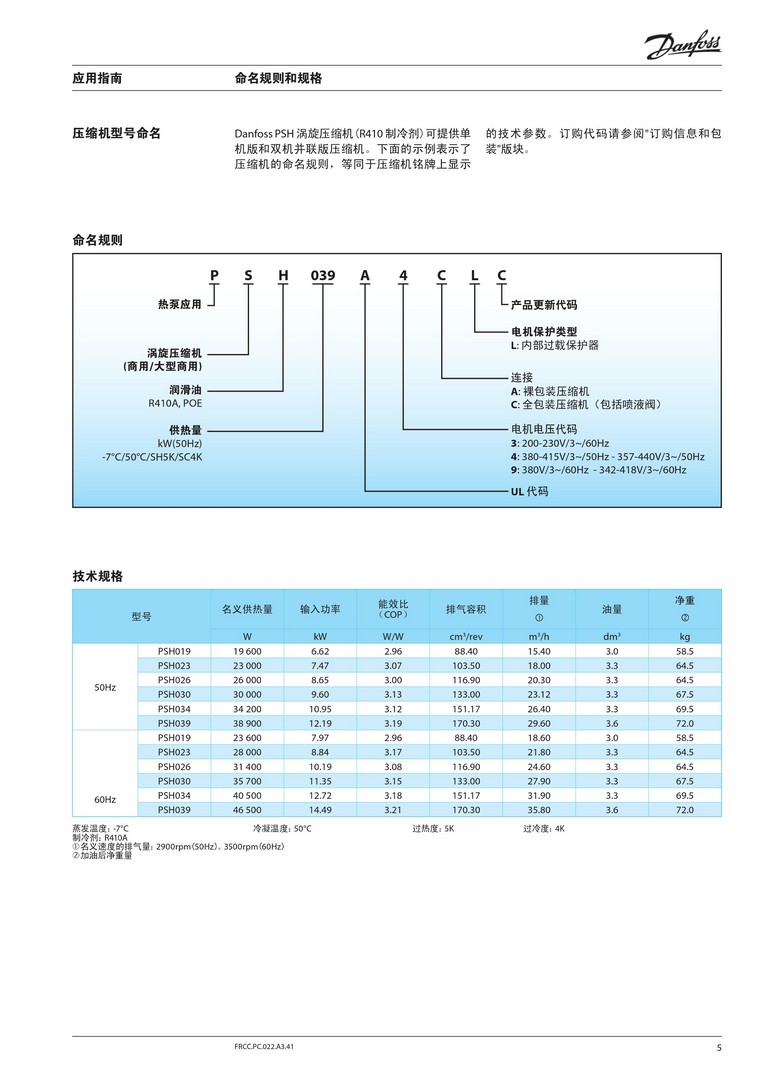 Danfoss
应用指南 命名规则和规格
压缩机型号命名
Danfoss PSH 涡旋压缩机（R410 制冷剂）可提供单
机版和双机并联版压缩机。下面的示例表示了
压缩机的命名规则，等同于压缩机铭牌上显示
的技术参数。订购代码请参阅"订购信息和包
装"版块。
命名规则
P S H 039 A 4 C L C
热泵应用
涡旋压缩机
(商用/大型商用)
润滑油
R410A, POE
供热量
kW(50Hz)
-7°C/50°C/SH5K/SC4K
产品更新代码
电机保护类型
L: 内部过载保护器
连接
A: 裸包装压缩机
C: 全包装压缩机（包括喷液阀）
电机电压代码
3: 200-230V/3~/60Hz
4: 380-415V/3~/50Hz - 357-440V/3~/50Hz
9: 380V/3~/60Hz - 342-418V/3~/60Hz
UL 代码
技术规格
型号 名义供热量 输入功率 能效比（COP） 排气容积 排量① 油量 净重②
W kW W/W cm³/rev m³/h dm³ kg
50Hz
PSH019 19 600 6.62 2.96 88.40 15.40 3.0 58.5
PSH023 23 000 7.47 3.07 103.50 18.00 3.3 64.5
PSH026 26 000 8.65 3.00 116.90 20.30 3.3 64.5
PSH030 30 000 9.60 3.13 133.00 23.12 3.3 67.5
PSH034 34 200 10.95 3.12 151.17 26.40 3.3 69.5
PSH039 38 900 12.19 3.19 170.30 29.60 3.6 72.0
60Hz
PSH019 23 600 7.97 2.96 88.40 18.60 3.0 58.5
PSH023 28 000 8.84 3.17 103.50 21.80 3.3 64.5
PSH026 31 400 10.19 3.08 116.90 24.60 3.3 64.5
PSH030 35 700 11.35 3.15 133.00 27.90 3.3 67.5
PSH034 40 500 12.72 3.18 151.17 31.90 3.3 69.5
PSH039 46 500 14.49 3.21 170.30 35.80 3.6 72.0
蒸发温度: -7°C 冷凝温度: 50°C 过热度: 5K 过冷度: 4K
制冷剂: R410A
①名义速度的排气量: 2900rpm(50Hz)。3500rpm(60Hz)
②加油后净重量
FRCC.PC.022.A3.41 5